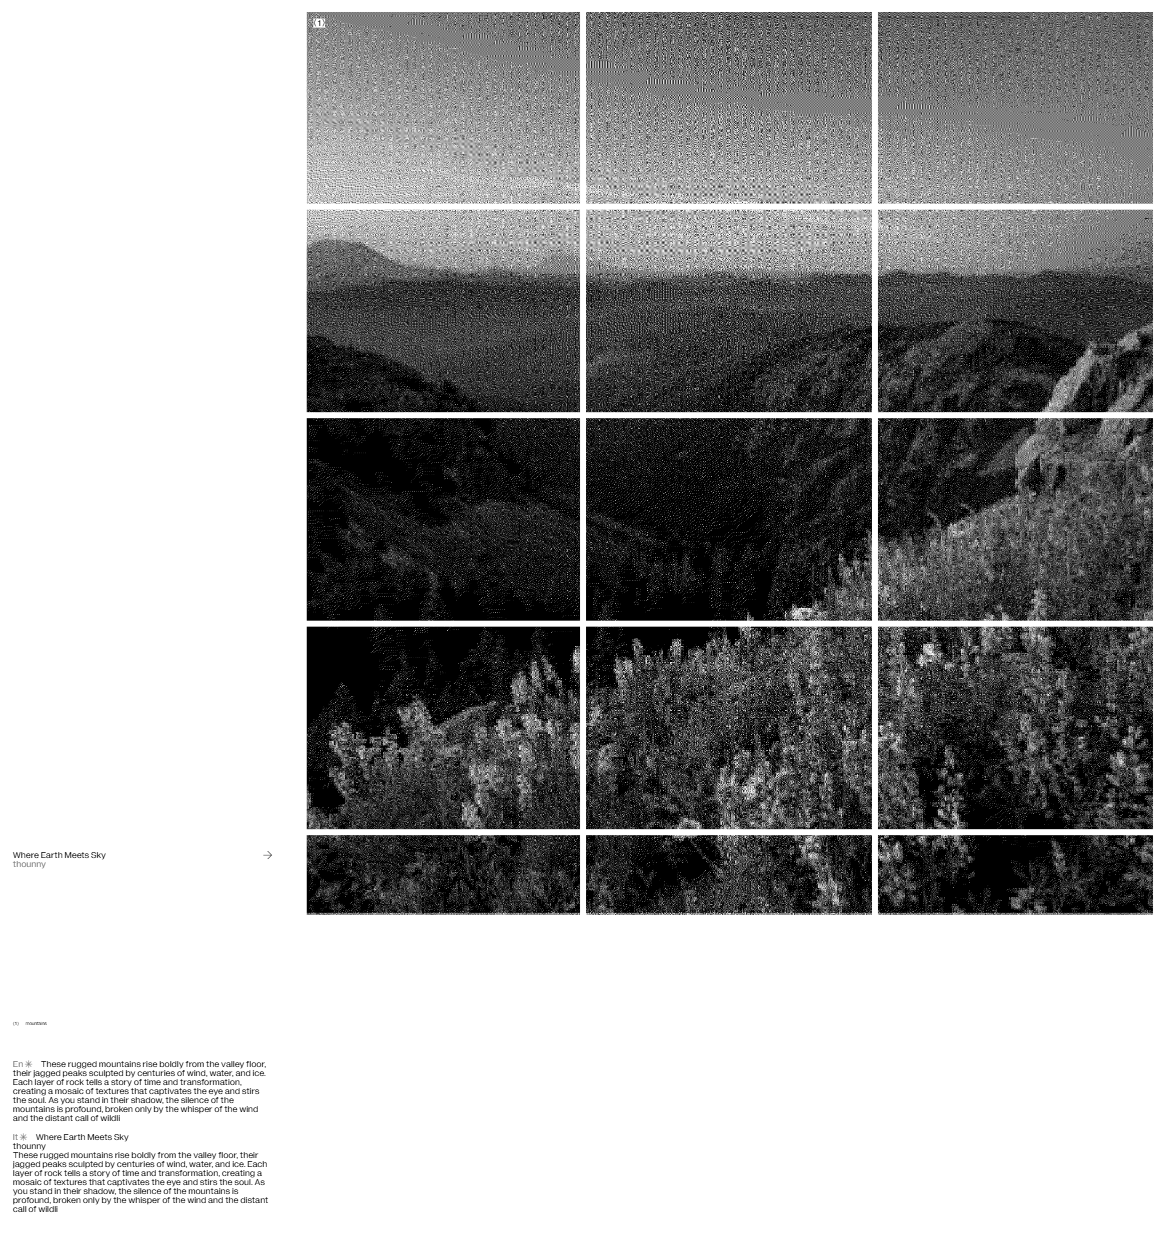 1
Where Earth Meets Sky →
thounny
(1) mountains
En ✳ These rugged mountains rise boldly from the valley floor,
their jagged peaks sculpted by centuries of wind, water, and ice.
Each layer of rock tells a story of time and transformation,
creating a mosaic of textures that captivates the eye and stirs
the soul. As you stand in their shadow, the silence of the
mountains is profound, broken only by the whisper of the wind
and the distant call of wildli
It ✳ Where Earth Meets Sky
thounny
These rugged mountains rise boldly from the valley floor, their
jagged peaks sculpted by centuries of wind, water, and ice. Each
layer of rock tells a story of time and transformation, creating a
mosaic of textures that captivates the eye and stirs the soul. As
you stand in their shadow, the silence of the mountains is
profound, broken only by the whisper of the wind and the distant
call of wildli